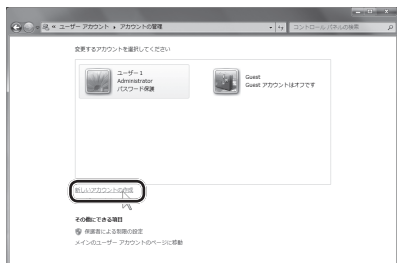 « ユーザー アカウント ▸ アカウントの管理
コントロール パネルの検索
変更するアカウントを選択してください
ユーザー 1
Administrator
パスワード保護
Guest
Guest アカウントはオフです
新しいアカウントの作成
その他にできる項目
保護者による制限の設定
メインのユーザー アカウントのページに移動